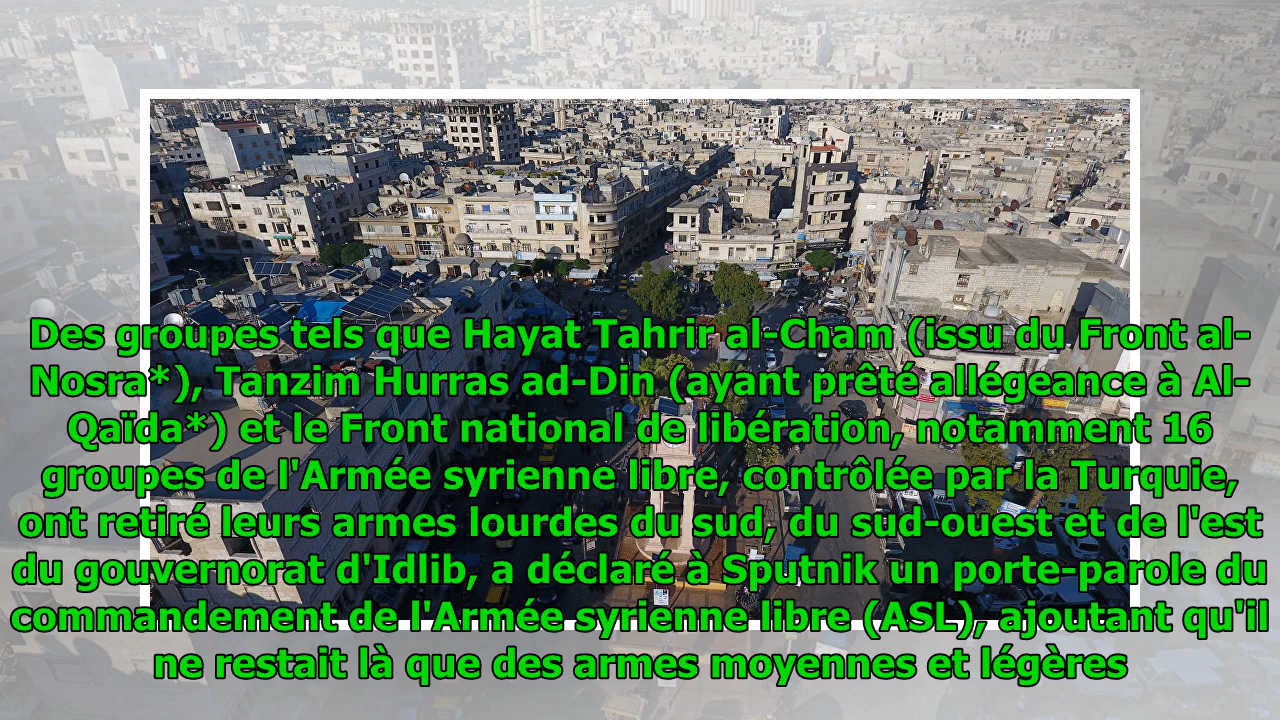 Des groupes tels que Hayat Tahrir al-Cham (issu du Front al-
Nosra*), Tanzim Hurras ad-Din (ayant prêté allégeance à Al-
Qaïda*) et le Front national de libération, notamment 16
groupes de l'Armée syrienne libre, contrôlée par la Turquie,
ont retiré leurs armes lourdes du sud, du sud-ouest et de l'est
du gouvernorat d'Idlib, a déclaré à Sputnik un porte-parole du
commandement de l'Armée syrienne libre (ASL), ajoutant qu'il
ne restait là que des armes moyennes et légères